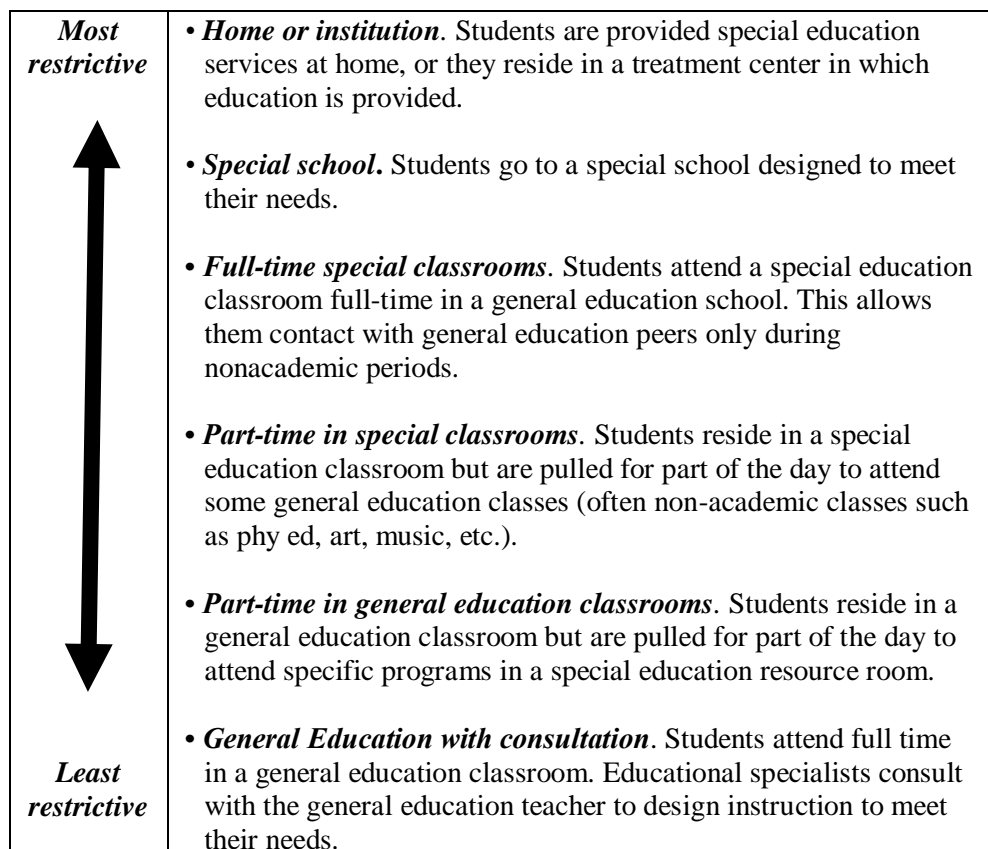 Most
restrictive
• Home or institution. Students are provided special education
services at home, or they reside in a treatment center in which
education is provided.
• Special school. Students go to a special school designed to meet
their needs.
• Full-time special classrooms. Students attend a special education
classroom full-time in a general education school. This allows
them contact with general education peers only during
nonacademic periods.
• Part-time in special classrooms. Students reside in a special
education classroom but are pulled for part of the day to attend
some general education classes (often non-academic classes such
as phy ed, art, music, etc.).
• Part-time in general education classrooms. Students reside in a
general education classroom but are pulled for part of the day to
attend specific programs in a special education resource room.
Least
restrictive
• General Education with consultation. Students attend full time
in a general education classroom. Educational specialists consult
with the general education teacher to design instruction to meet
their needs.